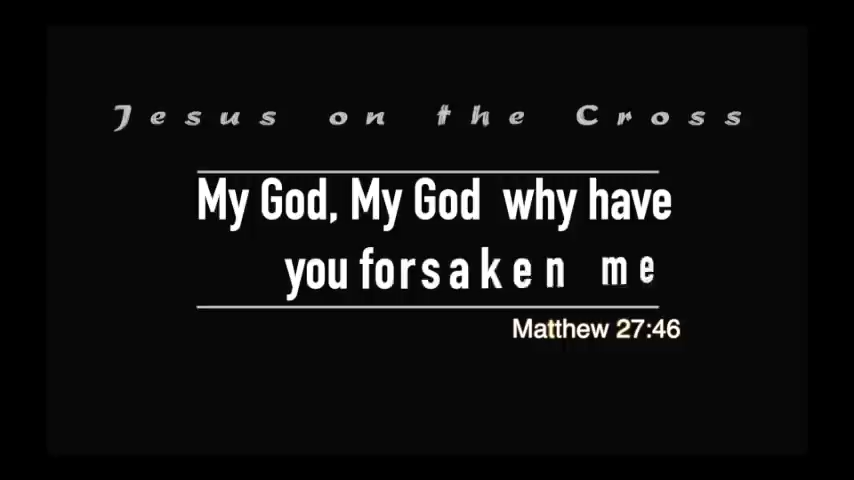 Jesus on the Cross
My God, My God why have
you forsaken me
Matthew 27:46